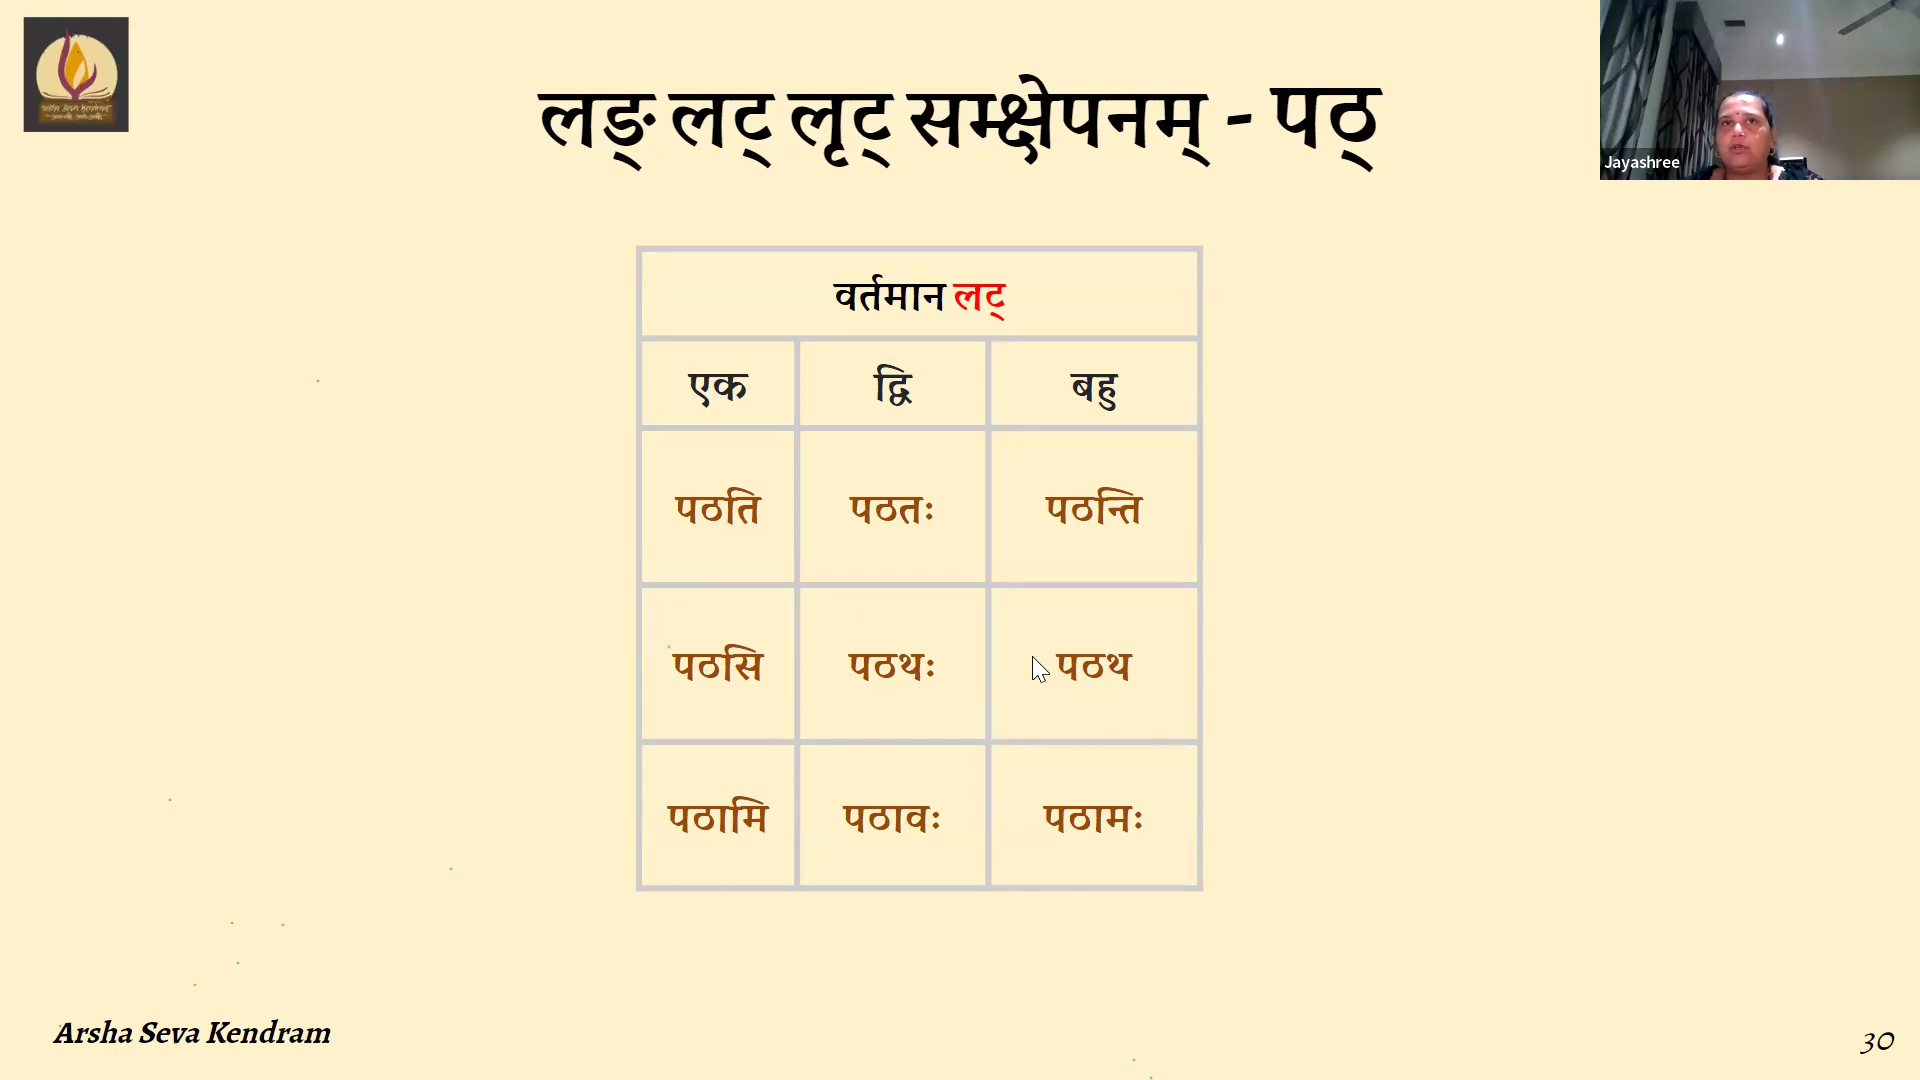 लङ् लट् लृट् सम्क्षेपनम् - पठ्
Jayashree
वर्तमान लट्
एक द्वि बहु
पठति पठतः पठन्ति
पठसि पठथः पठथ
पठामि पठावः पठामः
Arsha Seva Kendram
30